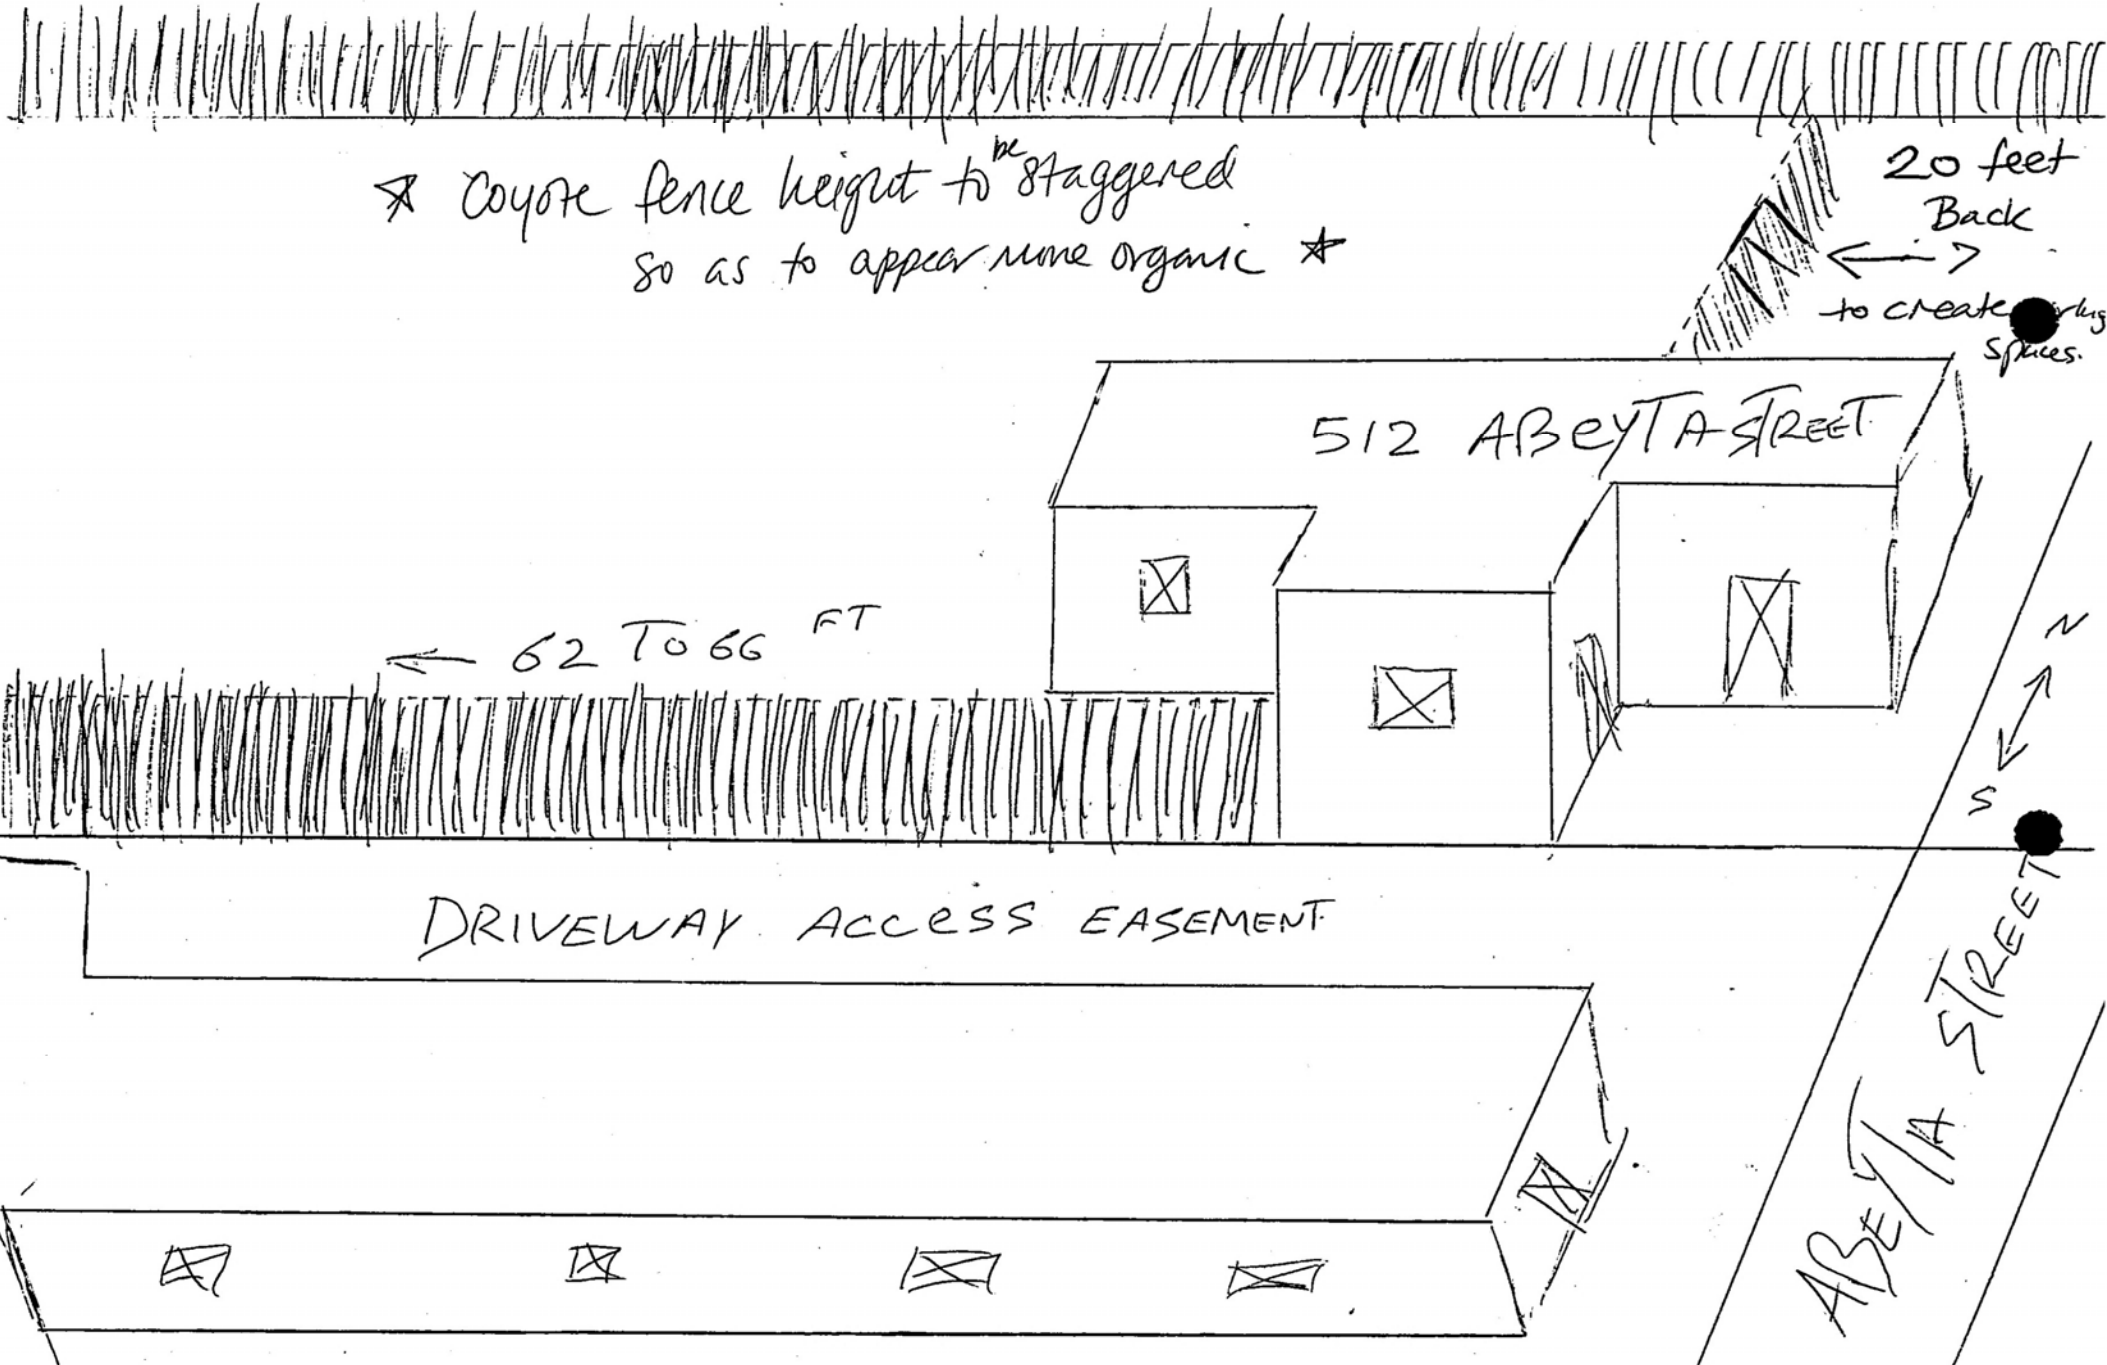 ☆ Coyote fence height to be staggered
so as to appear more organic ☆
20 feet
Back
to create
spaces.
512 ABEYTA STREET
← 62 TO 66 FT
N
S
DRIVEWAY ACCESS EASEMENT
ABEYTA STREET